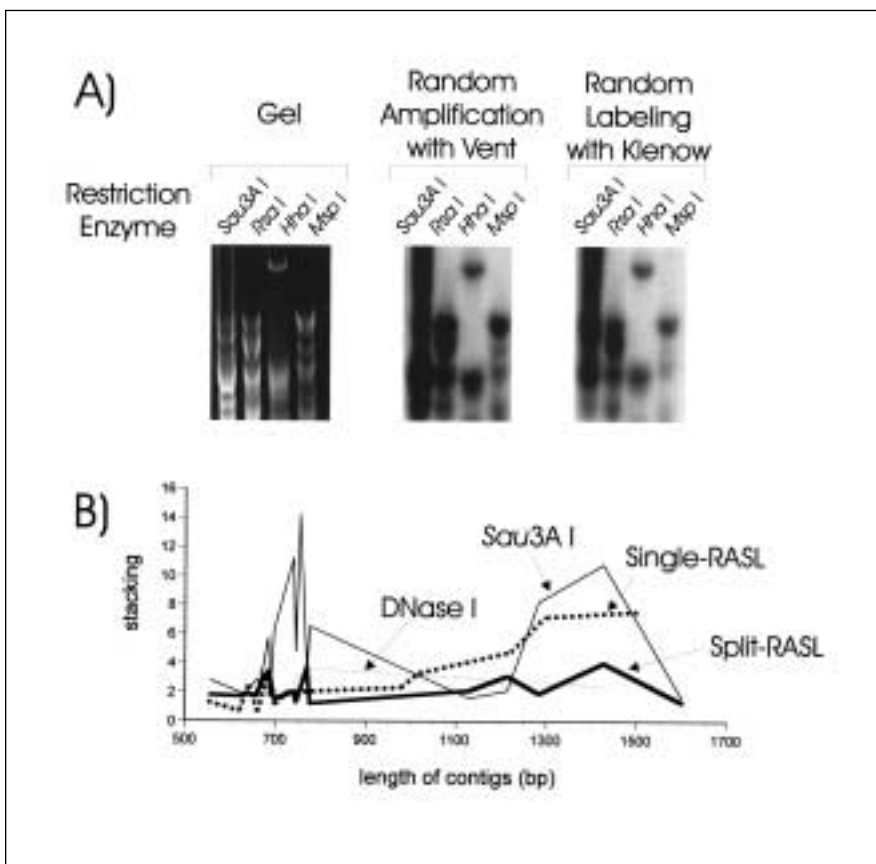 A)
Gel
Random
Amplification
with Vent
Random
Labeling
with Klenow
Restriction
Enzyme
Sau3A I
Rsa I
Hha I
Msp I
Sau3A I
Rsa I
Hha I
Msp I
Sau3A I
Rsa I
Hha I
Msp I
B)
16
14
12
10
8
6
4
2
0
stacking
Sau3A I
Single-RASL
DNase I
Split-RASL
500
700
900
1100
1300
1500
1700
length of contigs (bp)